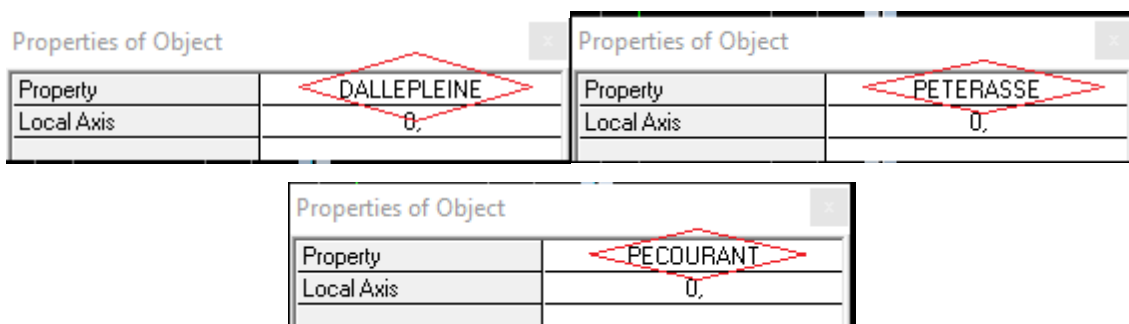 Properties of Object x
Property DALLEPLEINE
Local Axis 0,
Properties of Object x
Property PETERASSE
Local Axis 0,
Properties of Object x
Property PECOURANT
Local Axis 0,